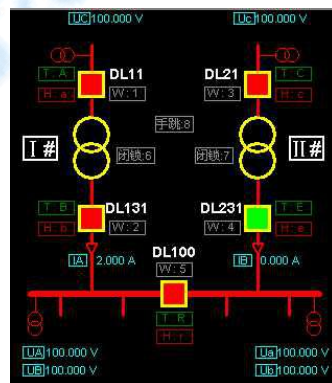 UC 100.000 V
Uc 100.000 V
T:A
DL11
DL21
T:C
H:a
W:1
W:3
H:c
手跳:8
I#
闭锁:6
闭锁:7
II#
T:B
DL131
DL231
T:E
H:b
W:2
W:4
H:e
IA 2.000 A
DL100
IB 0.000 A
W:5
T:R
H:r
UA 100.000 V
Ua 100.000 V
UB 100.000 V
Ub 100.000 V